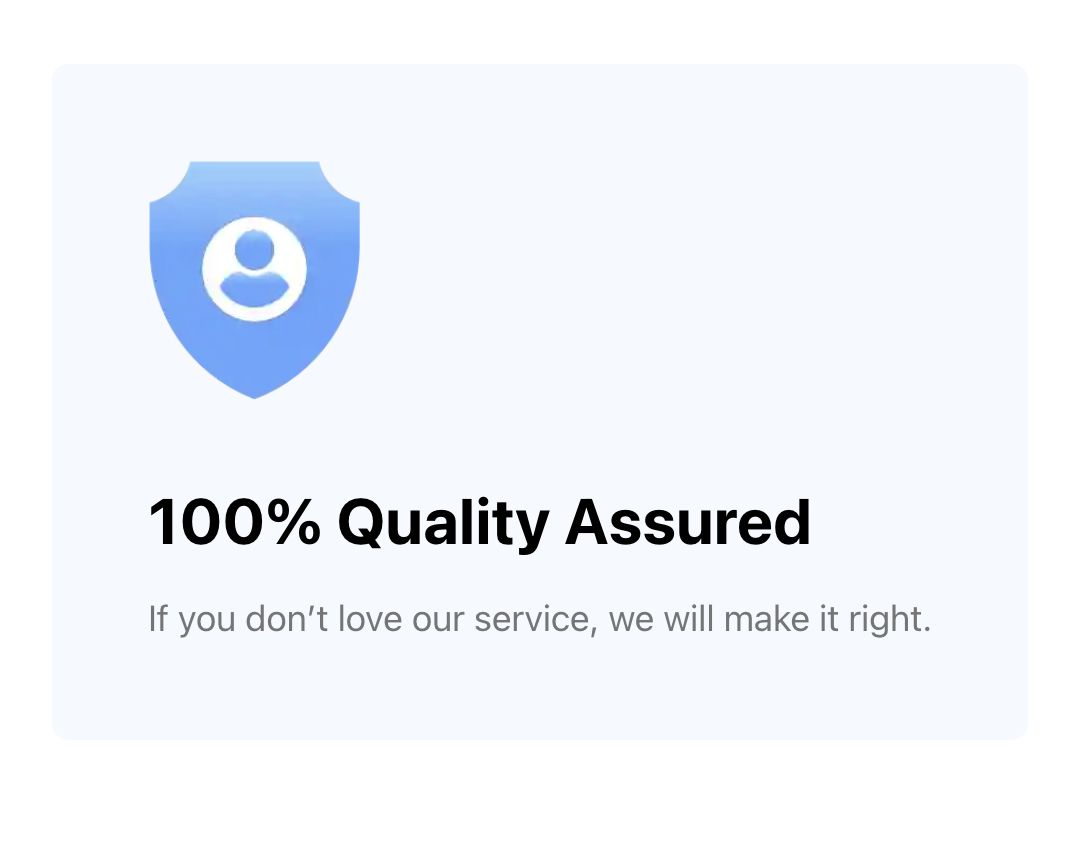 100% Quality Assured
If you don’t love our service, we will make it right.